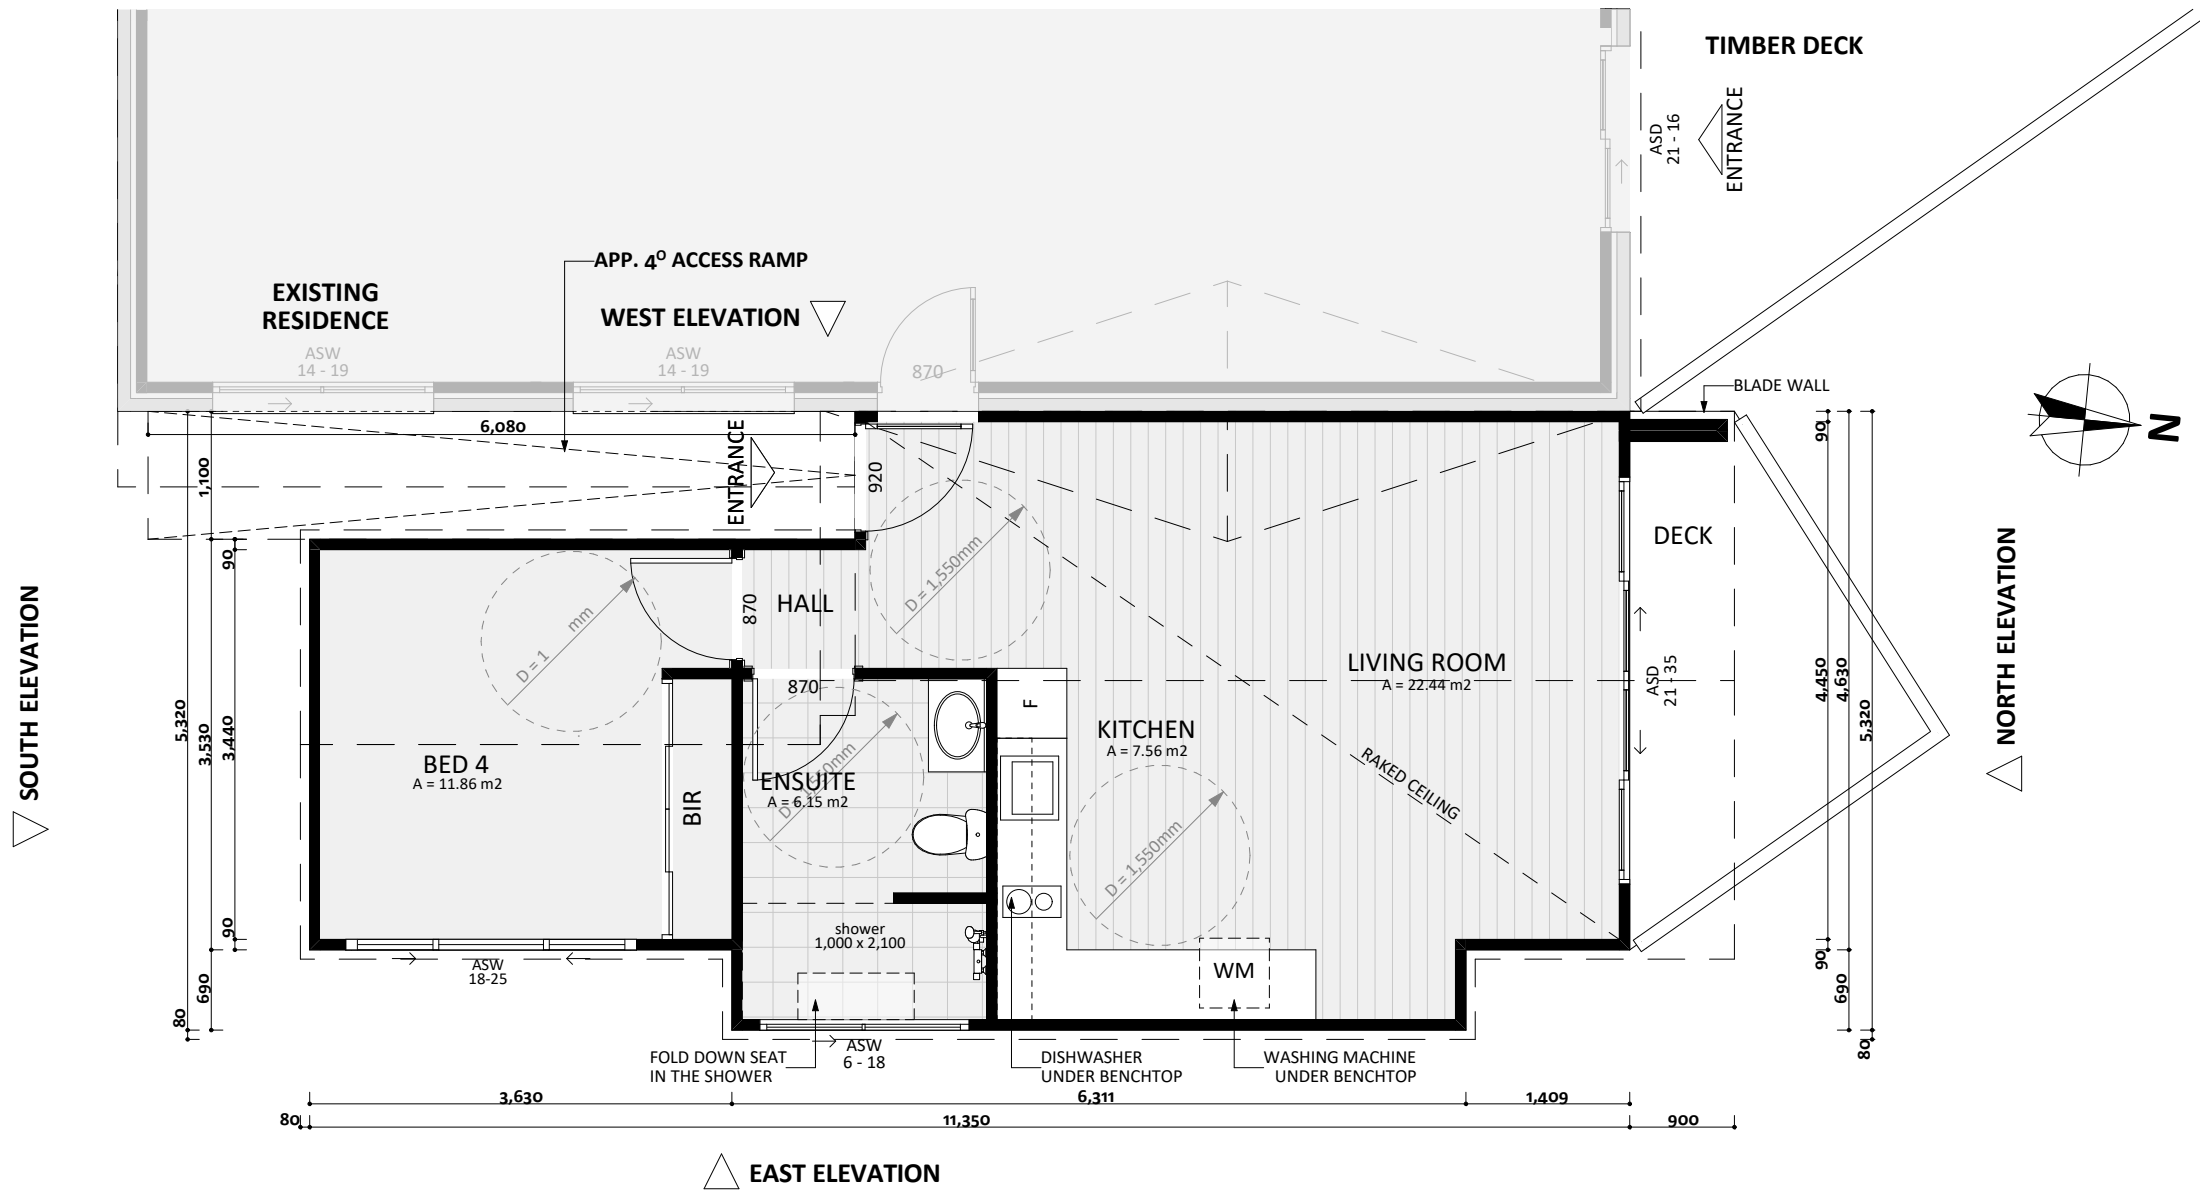 TIMBER DECK
ENTRANCE
ASD
21 - 16
APP. 4° ACCESS RAMP
EXISTING
RESIDENCE
WEST ELEVATION
ASW
14 - 19
ASW
14 - 19
870
BLADE WALL
N
6,080
ENTRANCE
920
1,100
90
90
DECK
D = 1,550mm
D = 1 mm
870
HALL
90
SOUTH ELEVATION
NORTH ELEVATION
LIVING ROOM
A = 22.44 m2
ASD
21 - 35
870
F
KITCHEN
A = 7.56 m2
5,320
3,530
3,440
4,450
4,630
5,320
BED 4
A = 11.86 m2
BIR
ENSUITE
A = 6.15 m2
D = 1,550mm
RAKED CEILING
D = 1,550mm
90
shower
1,000 x 2,100
ASW
18-25
WM
690
80
90
690
80
ASW
6 - 18
FOLD DOWN SEAT
IN THE SHOWER
DISHWASHER
UNDER BENCHTOP
WASHING MACHINE
UNDER BENCHTOP
3,630
6,311
1,409
80
11,350
900
EAST ELEVATION